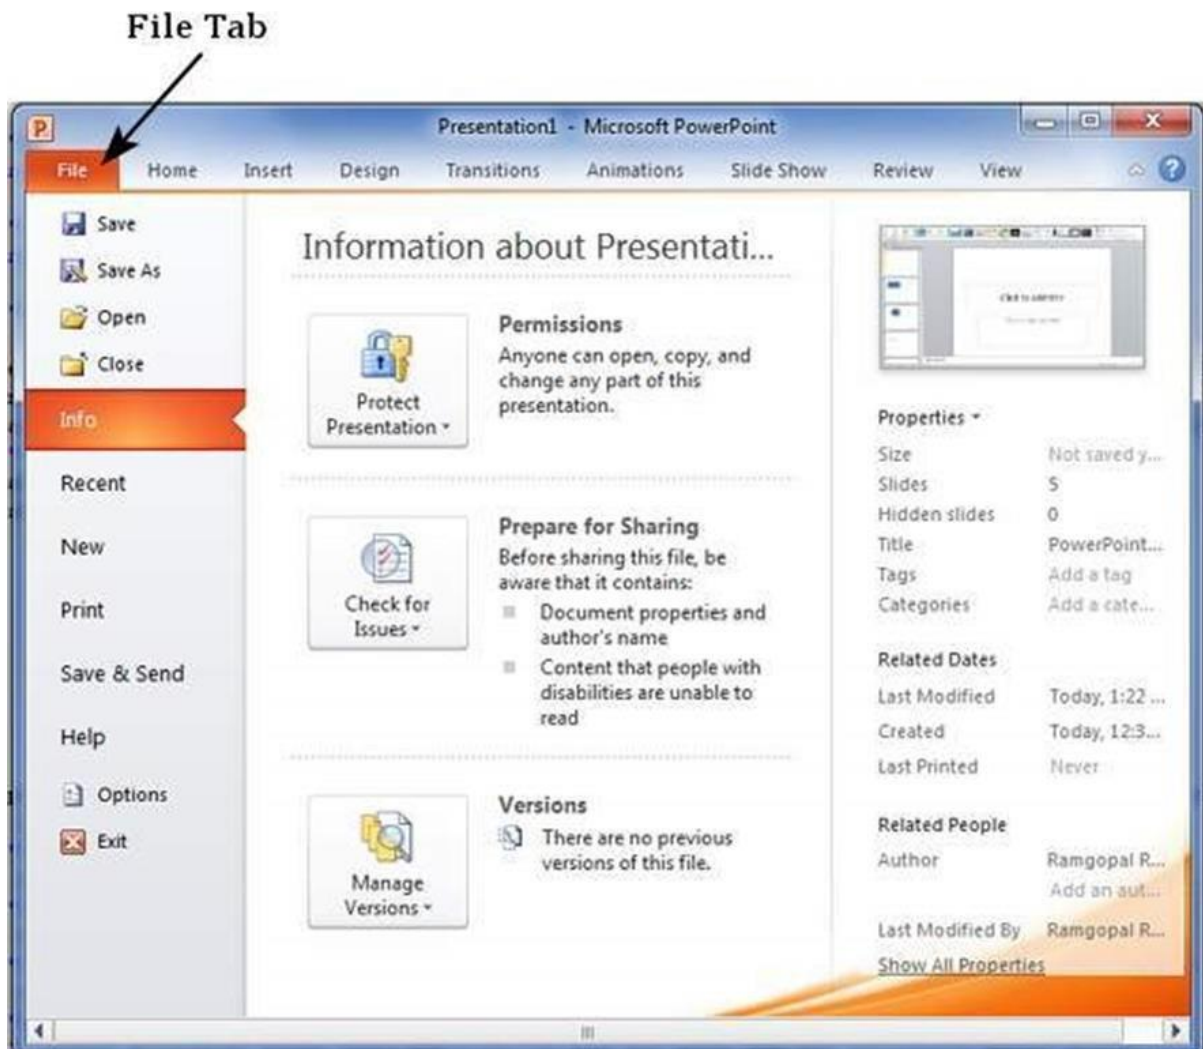 File Tab
Presentation1 - Microsoft PowerPoint
File Home Insert Design Transitions Animations Slide Show Review View
Save
Save As
Open
Close
Info
Recent
New
Print
Save & Send
Help
Options
Exit
Information about Presentati...
Protect
Presentation
Permissions
Anyone can open, copy, and
change any part of this
presentation.
Check for
Issues
Prepare for Sharing
Before sharing this file, be
aware that it contains:
Document properties and
author's name
Content that people with
disabilities are unable to
read
Manage
Versions
Versions
There are no previous
versions of this file.
Properties
Size Not saved y...
Slides 5
Hidden slides 0
Title PowerPoint...
Tags Add a tag
Categories Add a cate...
Related Dates
Last Modified Today, 1:22 ...
Created Today, 12:3...
Last Printed Never
Related People
Author Ramgopal R...
Add an aut...
Last Modified By Ramgopal R...
Show All Properties